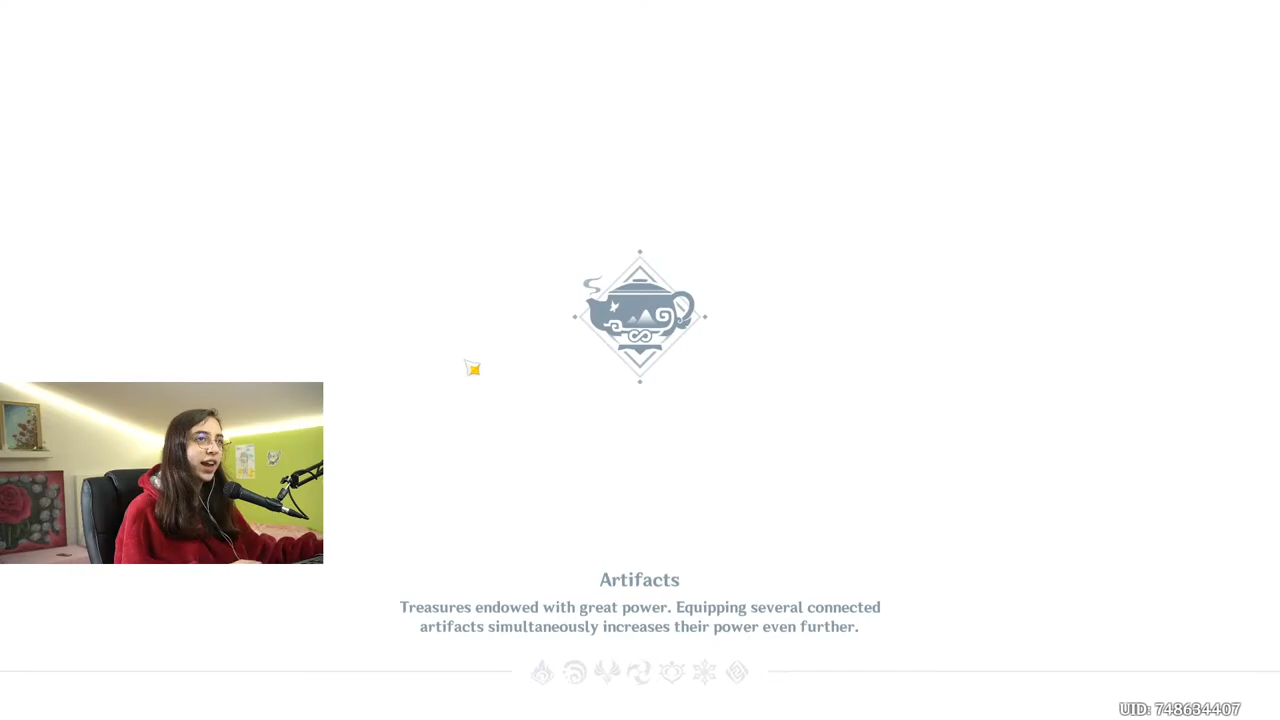 Artifacts
Treasures endowed with great power. Equipping several connected
artifacts simultaneously increases their power even further.
UID: 748634407